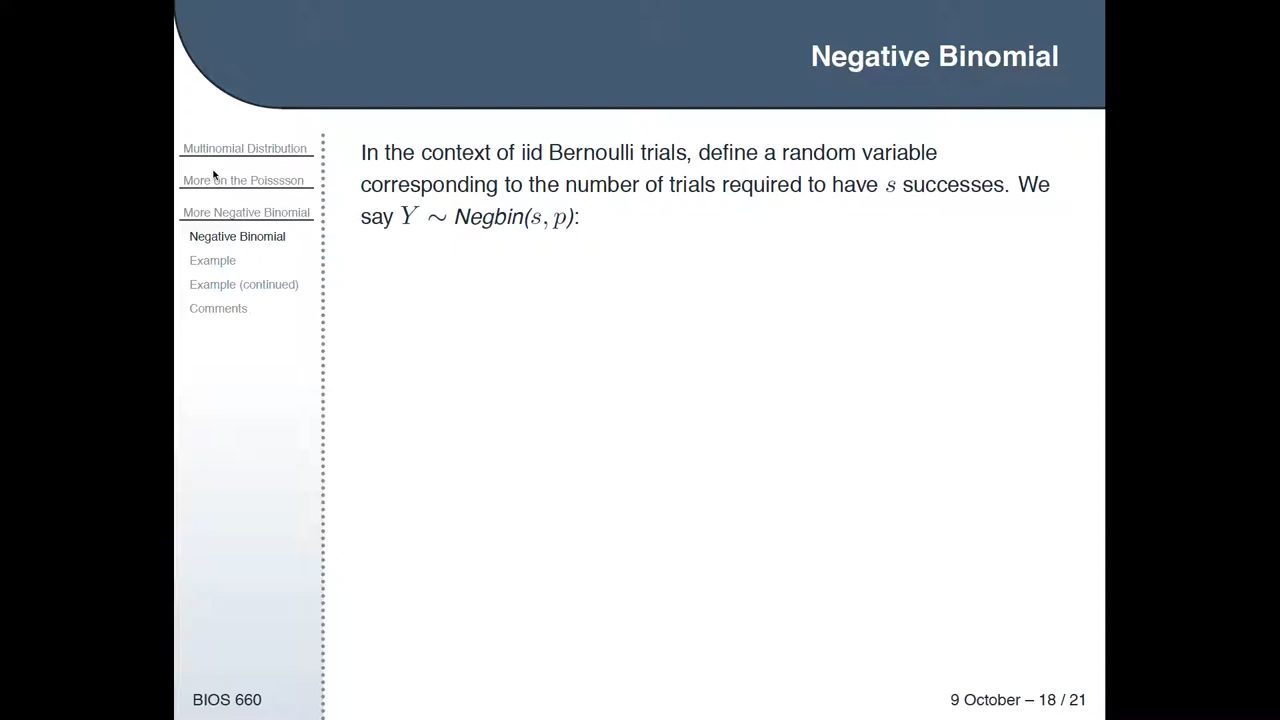 Negative Binomial
Multinomial Distribution
More on the Poisssson
More Negative Binomial
Negative Binomial
Example
Example (continued)
Comments
In the context of iid Bernoulli trials, define a random variable
corresponding to the number of trials required to have s successes. We
say Y ∼ Negbin(s, p):
BIOS 660
9 October – 18 / 21